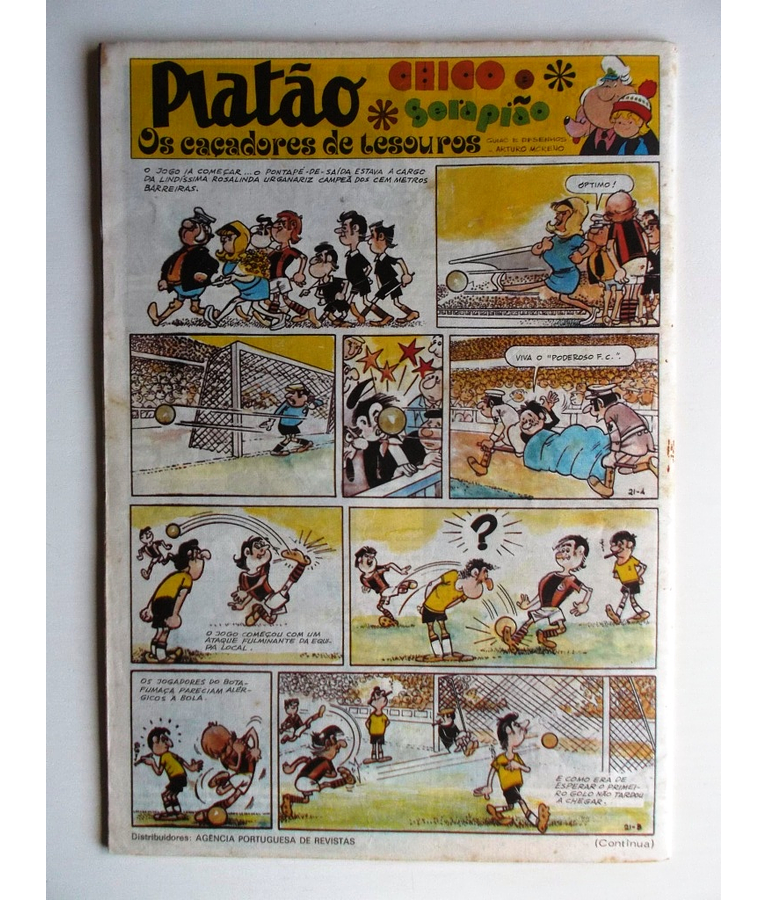 Platão CHICO e Serapião
Os caçadores de tesouros
GUIÃO E DESENHOS
- ARTURO MORENO
O JOGO IA COMEÇAR... O PONTAPÉ-DE-SAÍDA ESTAVA A CARGO
DA LINDÍSSIMA ROSALINDA URGANARIZ CAMPEÃ DOS CEM METROS
BARREIRAS.
ÓPTIMO!
VIVA O "PODEROSO F.C.".
21-A
?
O JOGO COMEÇOU COM UM
ATAQUE FULMINANTE DA EQUI-
PA LOCAL.
OS JOGADORES DO BOTA-
FUMAÇA PARECIAM ALÉR-
GICOS À BOLA.
E COMO ERA DE
ESPERAR O PRIMEI-
RO GOLO NÃO TARDOU
A CHEGAR.
21-B
Distribuidores: AGÊNCIA PORTUGUESA DE REVISTAS
(Continua)